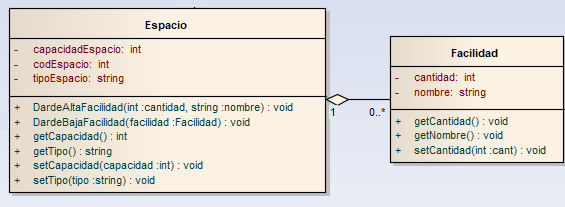 Espacio
- capacidadEspacio: int
- codEspacio: int
- tipoEspacio: string
+ DardeAltaFacilidad(int :cantidad, string :nombre) : void
+ DardeBajaFacilidad(facilidad :Facilidad) : void
+ getCapacidad() : int
+ getTipo() : string
+ setCapacidad(capacidad :int) : void
+ setTipo(tipo :string) : void
1
0..*
Facilidad
- cantidad: int
- nombre: string
+ getCantidad() : void
+ getNombre() : void
+ setCantidad(int :cant) : void